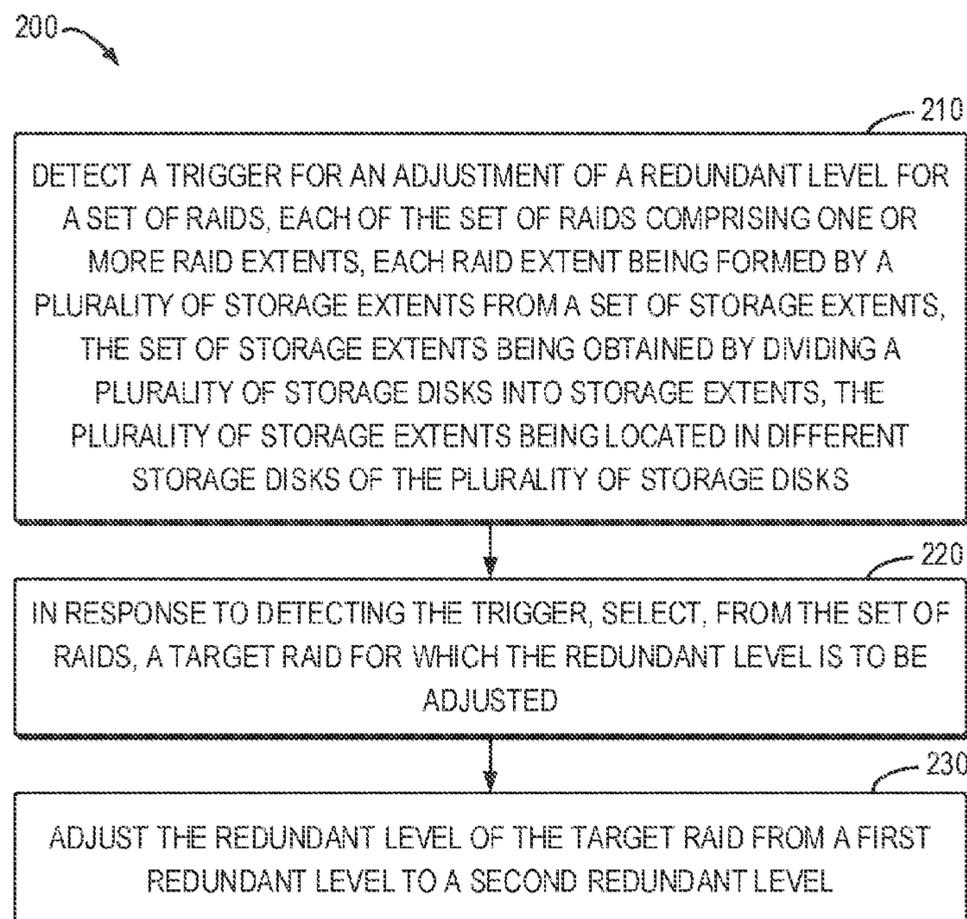 200
210
DETECT A TRIGGER FOR AN ADJUSTMENT OF A REDUNDANT LEVEL FOR
A SET OF RAIDS, EACH OF THE SET OF RAIDS COMPRISING ONE OR
MORE RAID EXTENTS, EACH RAID EXTENT BEING FORMED BY A
PLURALITY OF STORAGE EXTENTS FROM A SET OF STORAGE EXTENTS,
THE SET OF STORAGE EXTENTS BEING OBTAINED BY DIVIDING A
PLURALITY OF STORAGE DISKS INTO STORAGE EXTENTS, THE
PLURALITY OF STORAGE EXTENTS BEING LOCATED IN DIFFERENT
STORAGE DISKS OF THE PLURALITY OF STORAGE DISKS
220
IN RESPONSE TO DETECTING THE TRIGGER, SELECT, FROM THE SET OF
RAIDS, A TARGET RAID FOR WHICH THE REDUNDANT LEVEL IS TO BE
ADJUSTED
230
ADJUST THE REDUNDANT LEVEL OF THE TARGET RAID FROM A FIRST
REDUNDANT LEVEL TO A SECOND REDUNDANT LEVEL